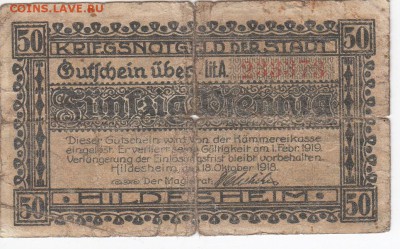 COINS.LAVE.RU
50 50
KRIEGSNOTGELD DER STADT
Gutschein über lit.A.
Fünfzig Pfennig
Dieser Gutschein wird von der Kämmereikasse
eingelöst. Er verliert seine Gültigkeit am 1. Febr. 1919.
Verlängerung der Einlösungsfrist bleibt vorbehalten.
Hildesheim, den 18. Oktober 1918.
Der Magistrat
50 50
HILDESHEIM